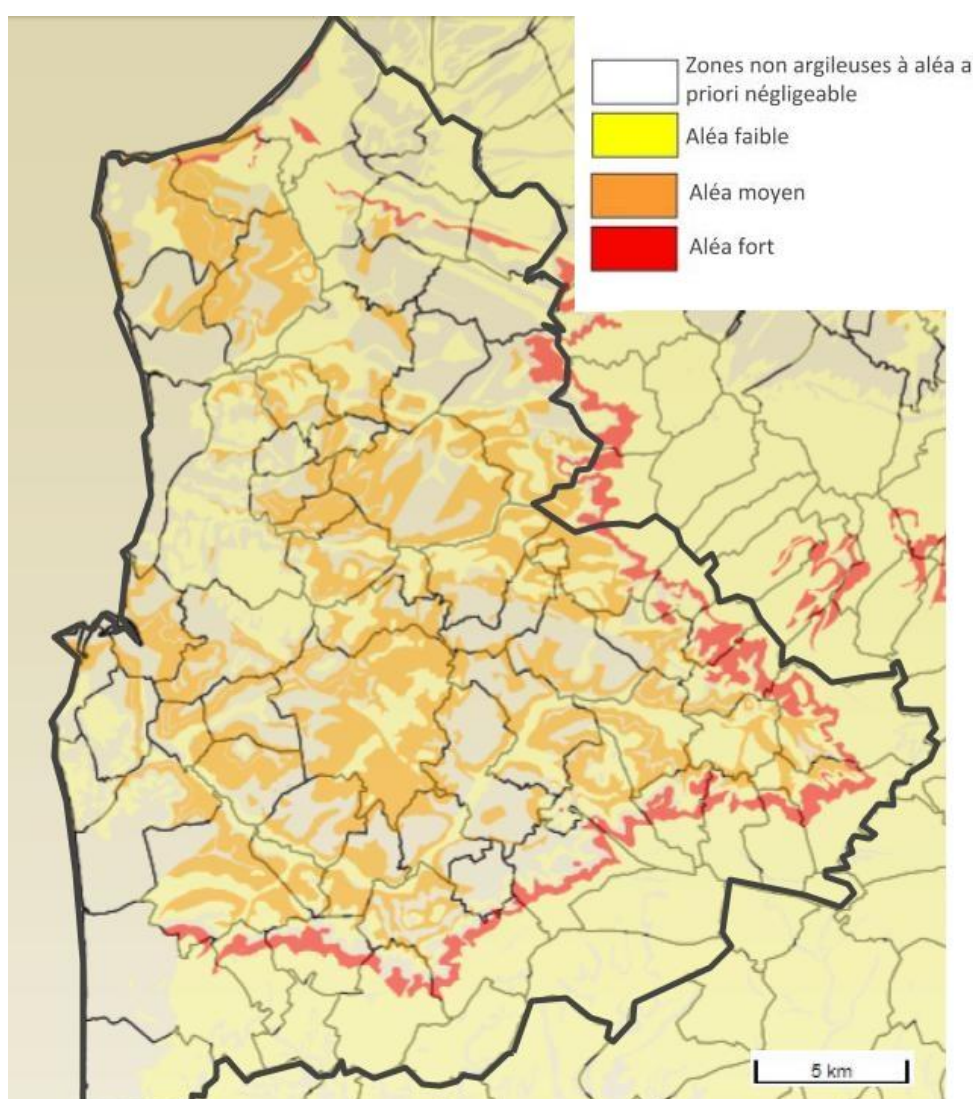 Zones non argileuses à aléa a
priori négligeable
Aléa faible
Aléa moyen
Aléa fort
5 km